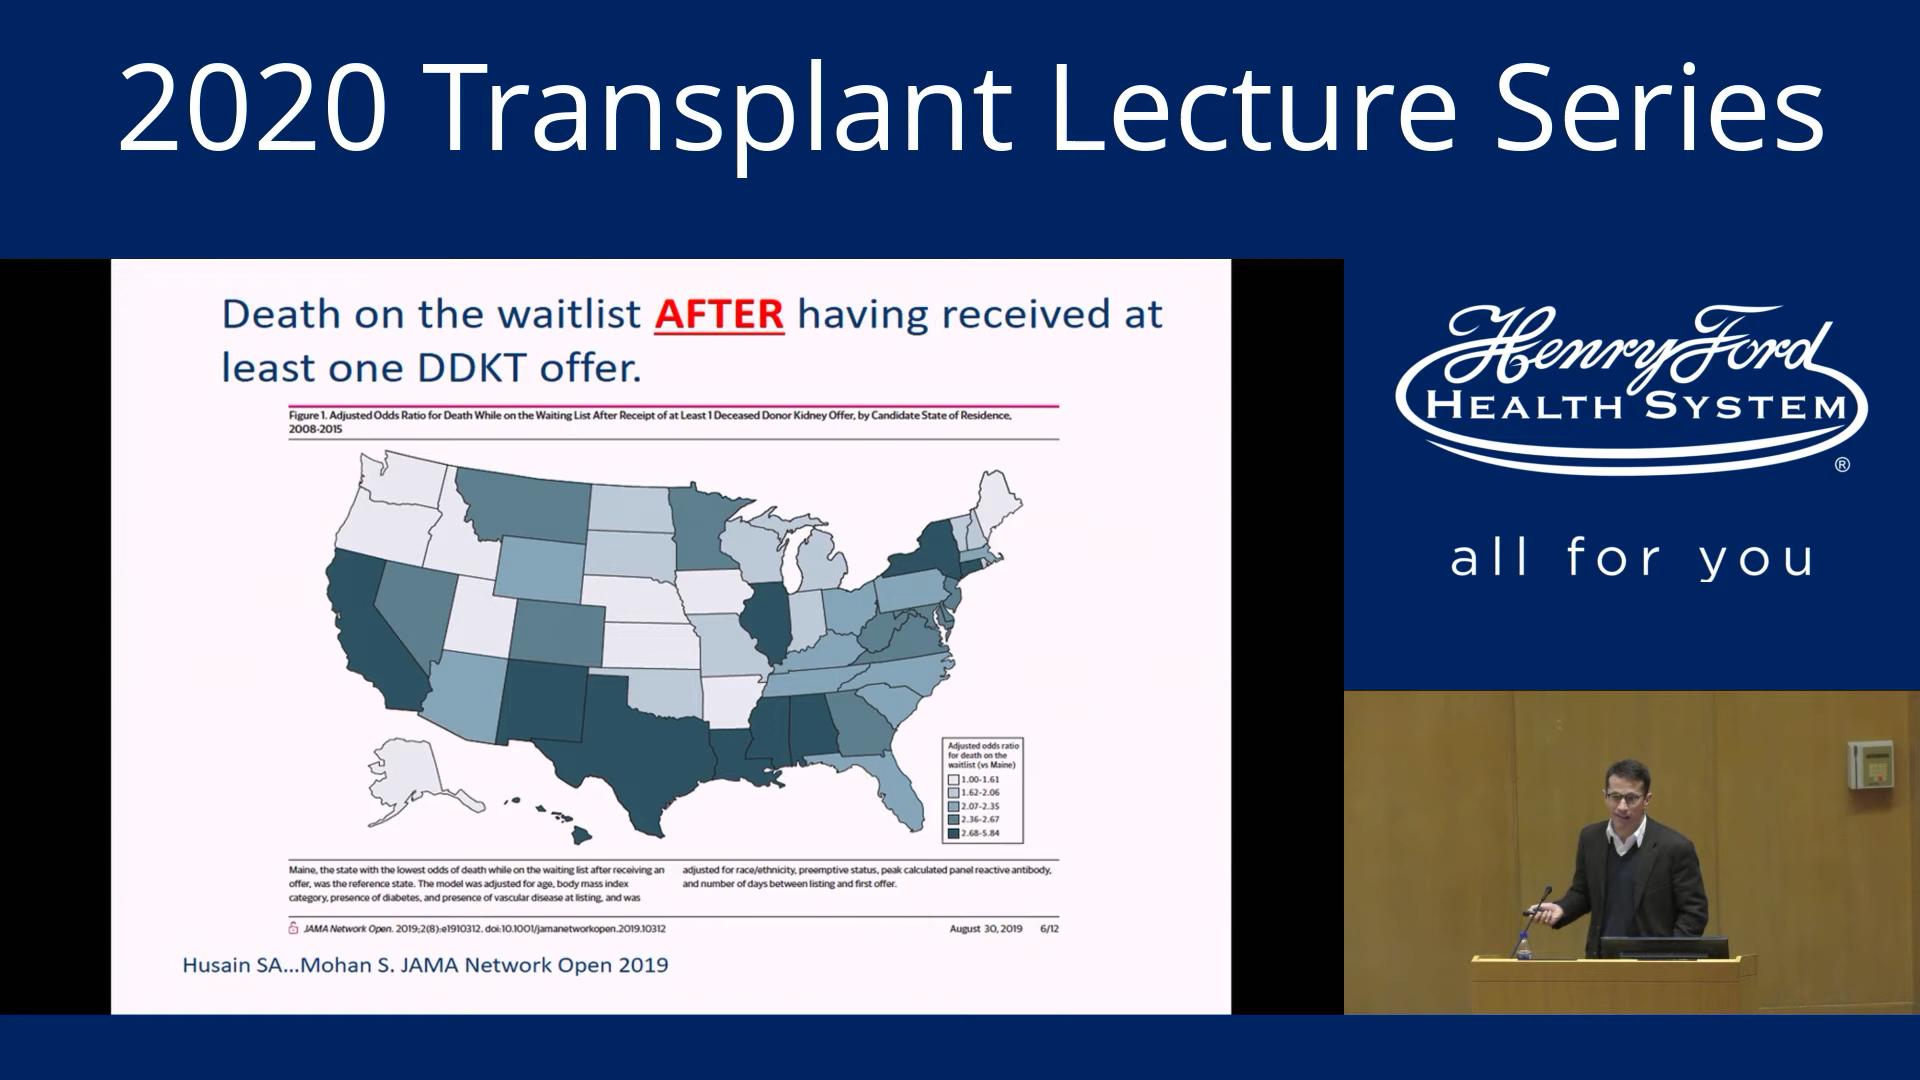 2020 Transplant Lecture Series
Death on the waitlist AFTER having received at
least one DDKT offer.
Figure 1. Adjusted Odds Ratio for Death While on the Waiting List After Receipt of at Least 1 Deceased Donor Kidney Offer, by Candidate State of Residence,
2008-2015
Adjusted odds ratio
for death on the
waitlist (vs Maine)
1.00-1.61
1.62-2.06
2.07-2.35
2.36-2.67
2.68-5.84
Maine, the state with the lowest odds of death while on the waiting list after receiving an
offer, was the reference state. The model was adjusted for age, body mass index
category, presence of diabetes, and presence of vascular disease at listing, and was
adjusted for race/ethnicity, preemptive status, peak calculated panel reactive antibody,
and number of days between listing and first offer.
JAMA Network Open. 2019;2(8):e1910312. doi:10.1001/jamanetworkopen.2019.10312
August 30, 2019 6/12
Husain SA...Mohan S. JAMA Network Open 2019
Henry Ford
HEALTH SYSTEM
®
all for you